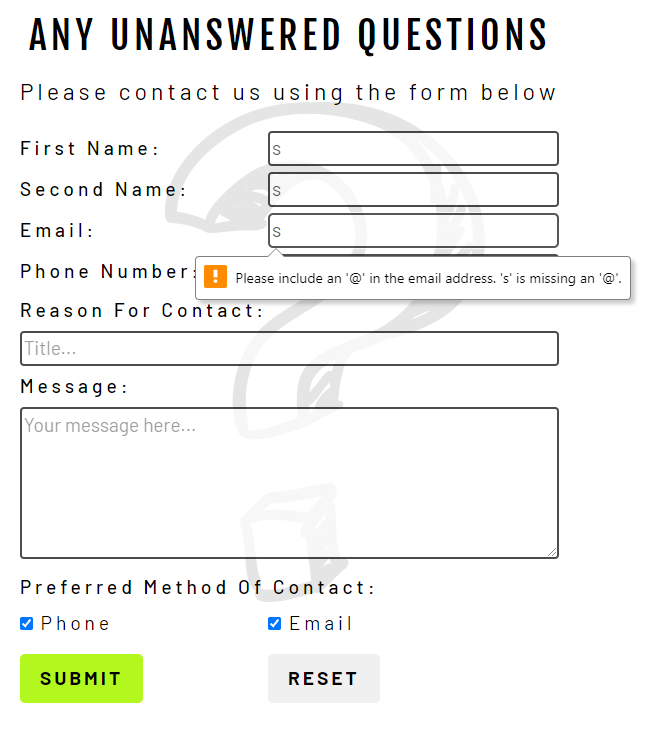 ANY UNANSWERED QUESTIONS
Please contact us using the form below
First Name: s
Second Name: s
Email: s
Phone Number:
! Please include an '@' in the email address. 's' is missing an '@'.
Reason For Contact:
Title...
Message:
Your message here...
Preferred Method Of Contact:
Phone Email
SUBMIT RESET